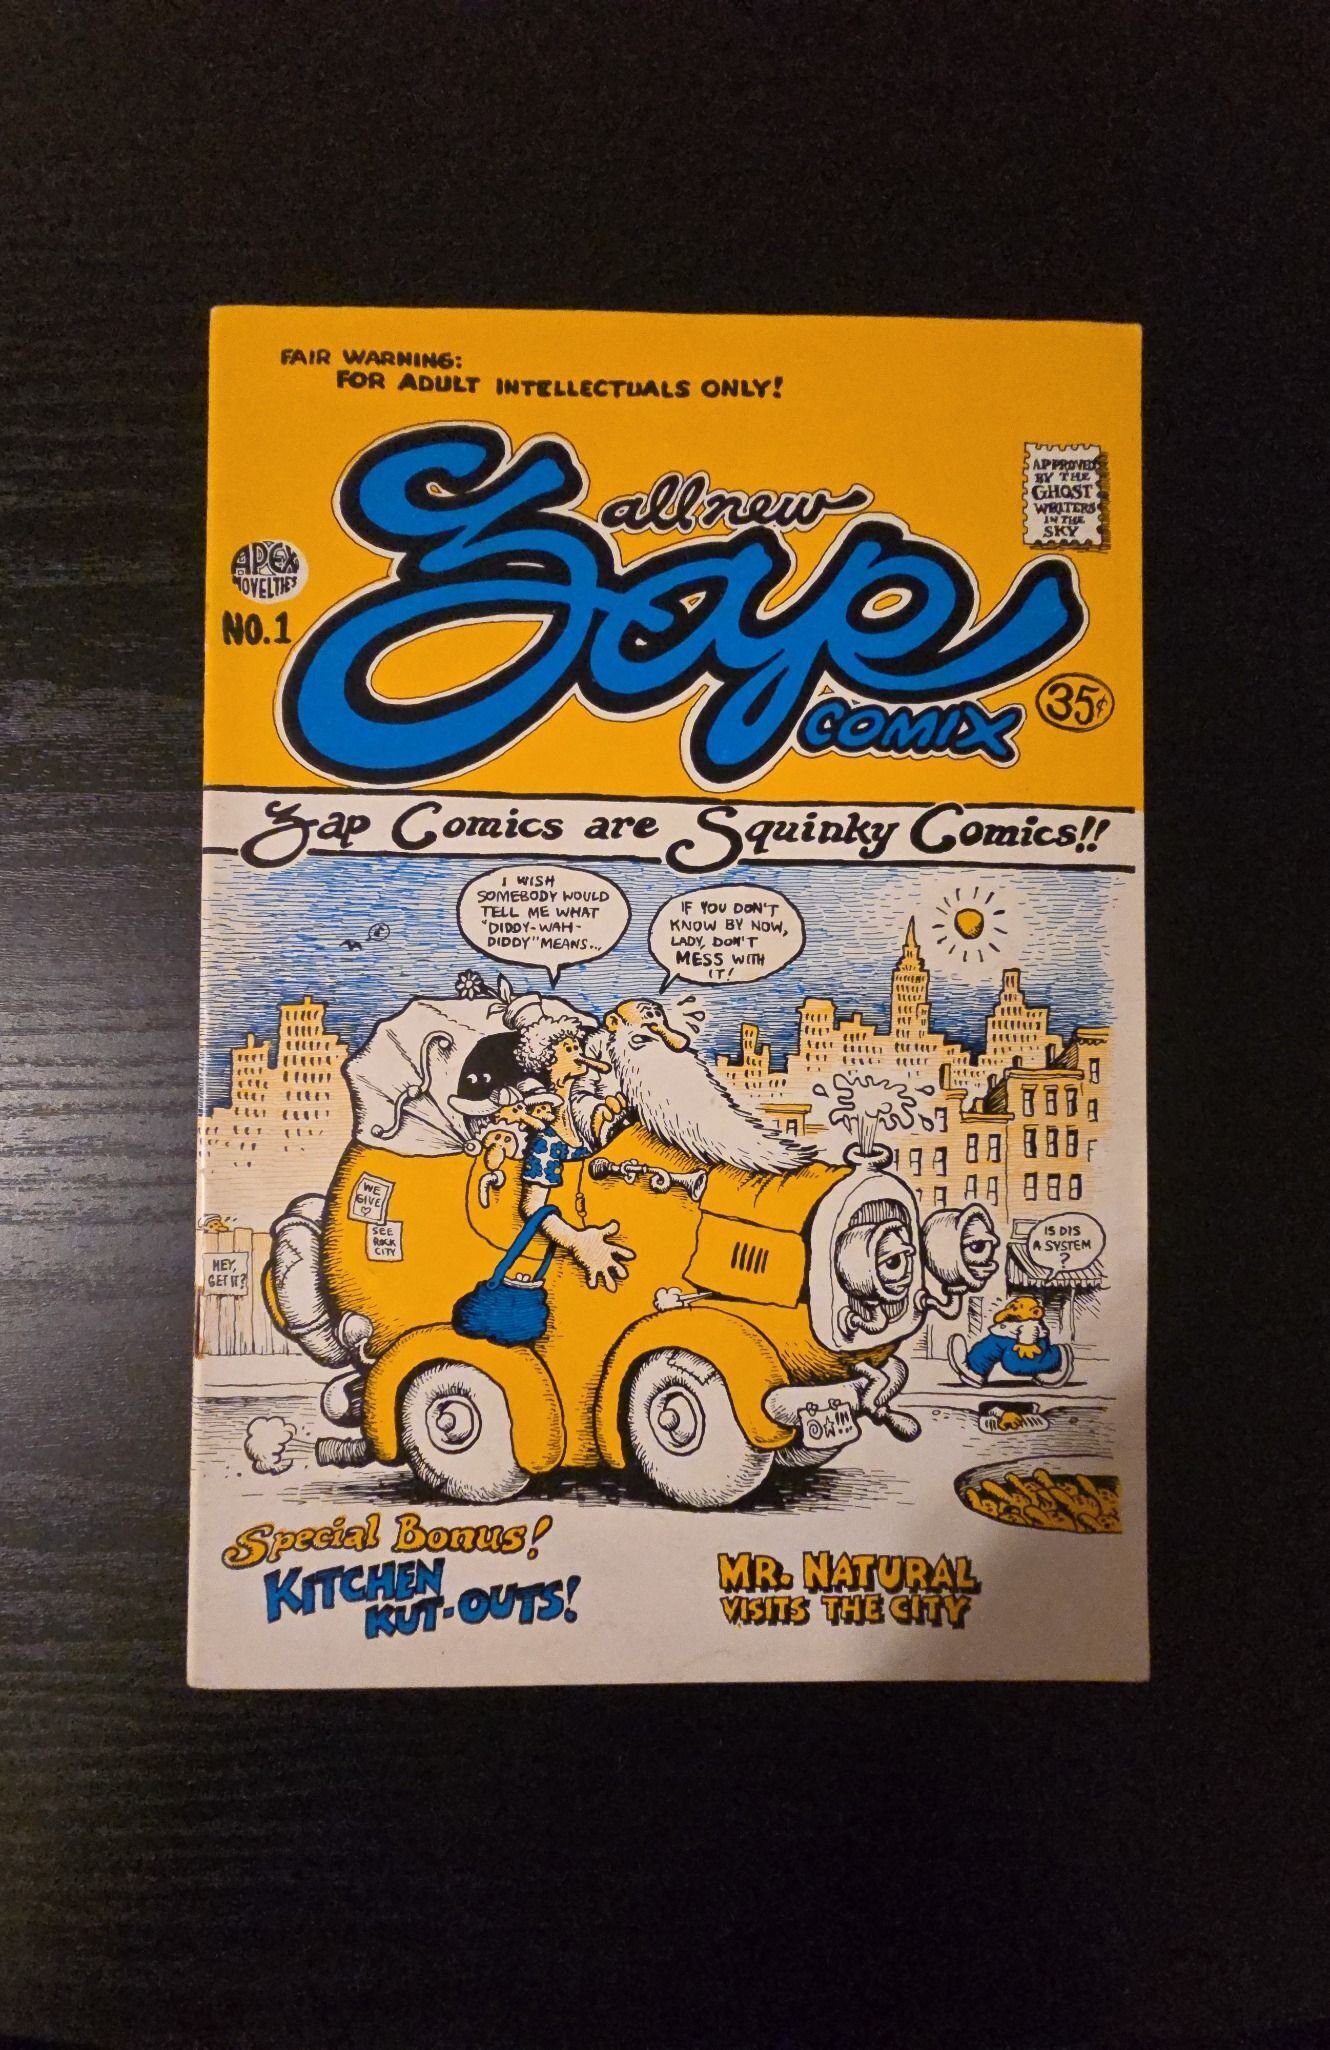 FAIR WARNING:
FOR ADULT INTELLECTUALS ONLY!
all new
Zap
COMIX
APPROVED
BY THE
GHOST
WRITERS
IN THE
SKY
APEX
NOVELTIES
NO.1
35¢
Zap Comics are Squinky Comics!!
I WISH
SOMEBODY WOULD
TELL ME WHAT
"DIDDY-WAH-
DIDDY" MEANS...
IF YOU DON'T
KNOW BY NOW,
LADY, DON'T
MESS WITH
IT!
WE
GIVE
SEE
ROCK
CITY
HEY,
GET IT?
IS DIS
A SYSTEM
?
@*!!!
Special Bonus!
KITCHEN
KUT-OUTS!
MR. NATURAL
VISITS THE CITY